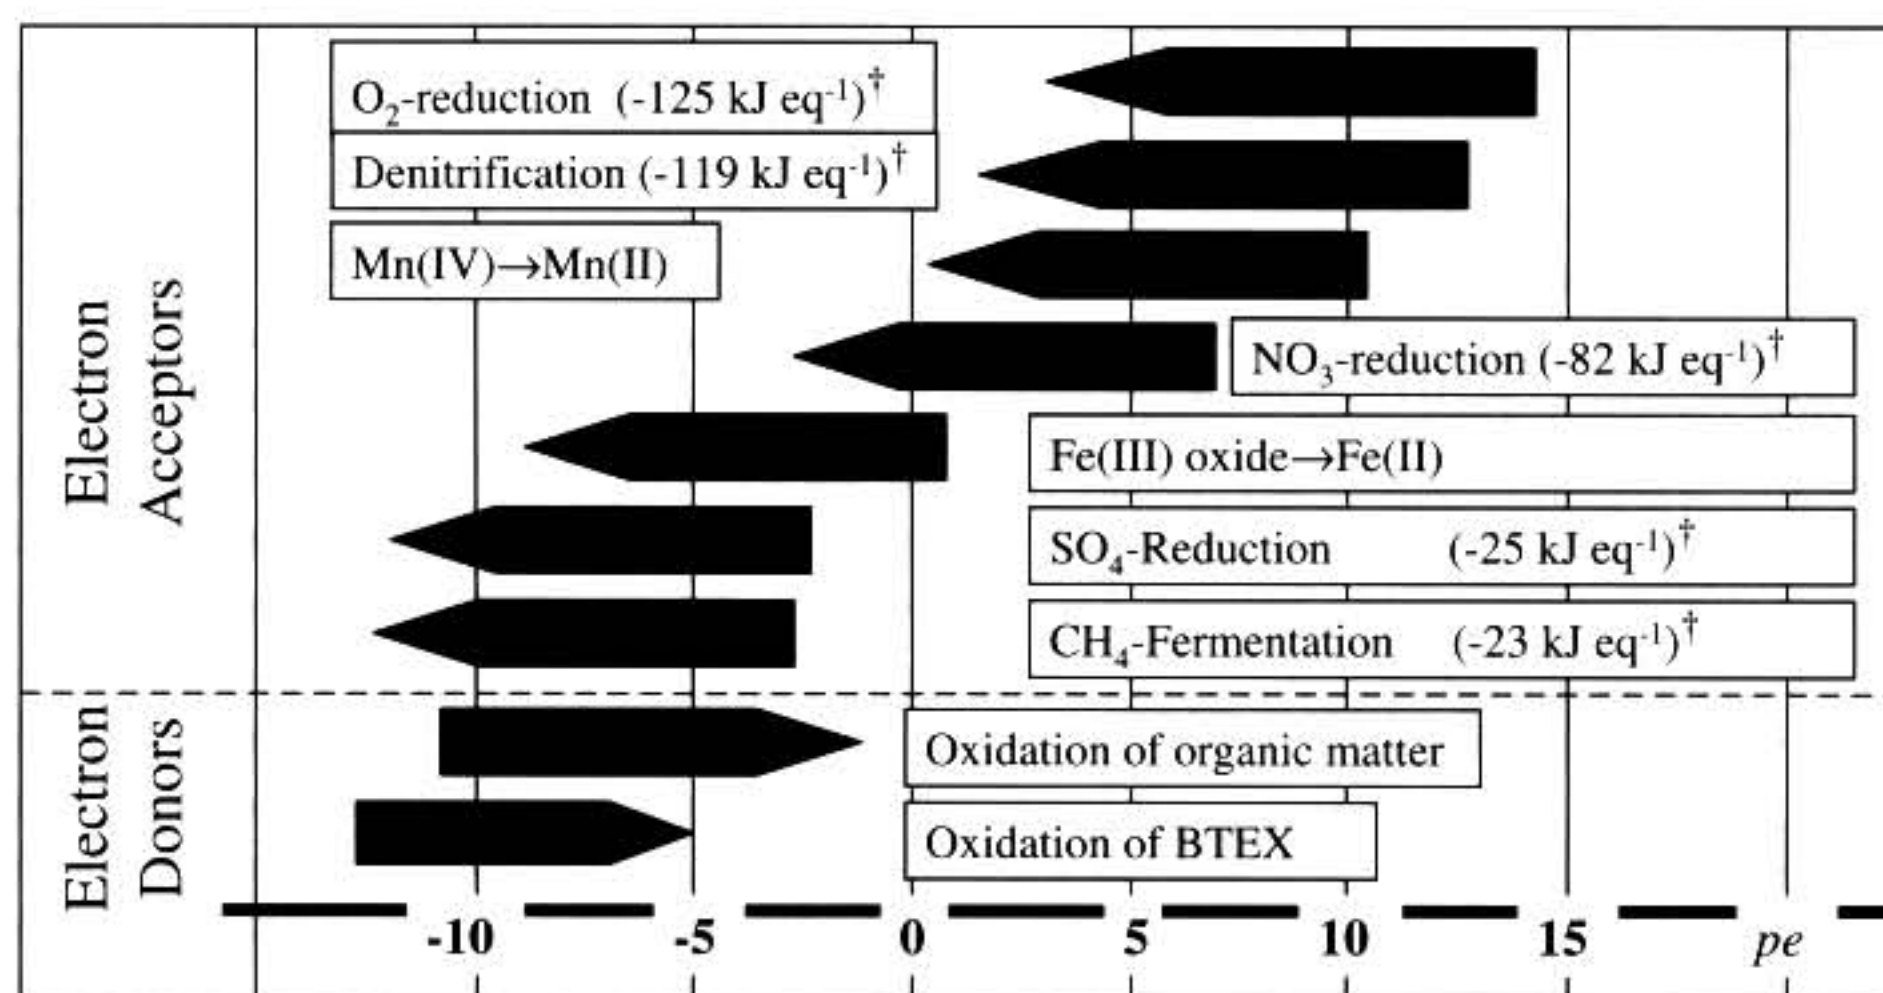 O₂-reduction (-125 kJ eq⁻¹)†
Denitrification (-119 kJ eq⁻¹)†
Mn(IV)→Mn(II)
NO₃-reduction (-82 kJ eq⁻¹)†
Fe(III) oxide→Fe(II)
SO₄-Reduction (-25 kJ eq⁻¹)†
CH₄-Fermentation (-23 kJ eq⁻¹)†
Electron
Acceptors
Oxidation of organic matter
Oxidation of BTEX
Electron
Donors
-10 -5 0 5 10 15 pe